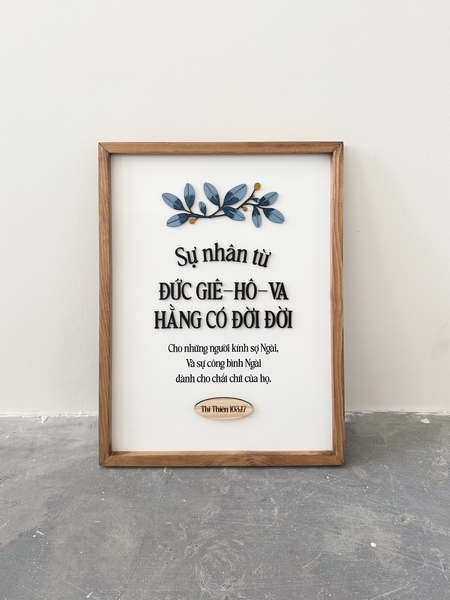 Sự nhân từ
ĐỨC GIÊ-HÔ-VA
HẰNG CÓ ĐỜI ĐỜI
Cho những người kính sợ Ngài,
Và sự công bình Ngài
dành cho chắt chít của họ.
Thi Thiên 103:17